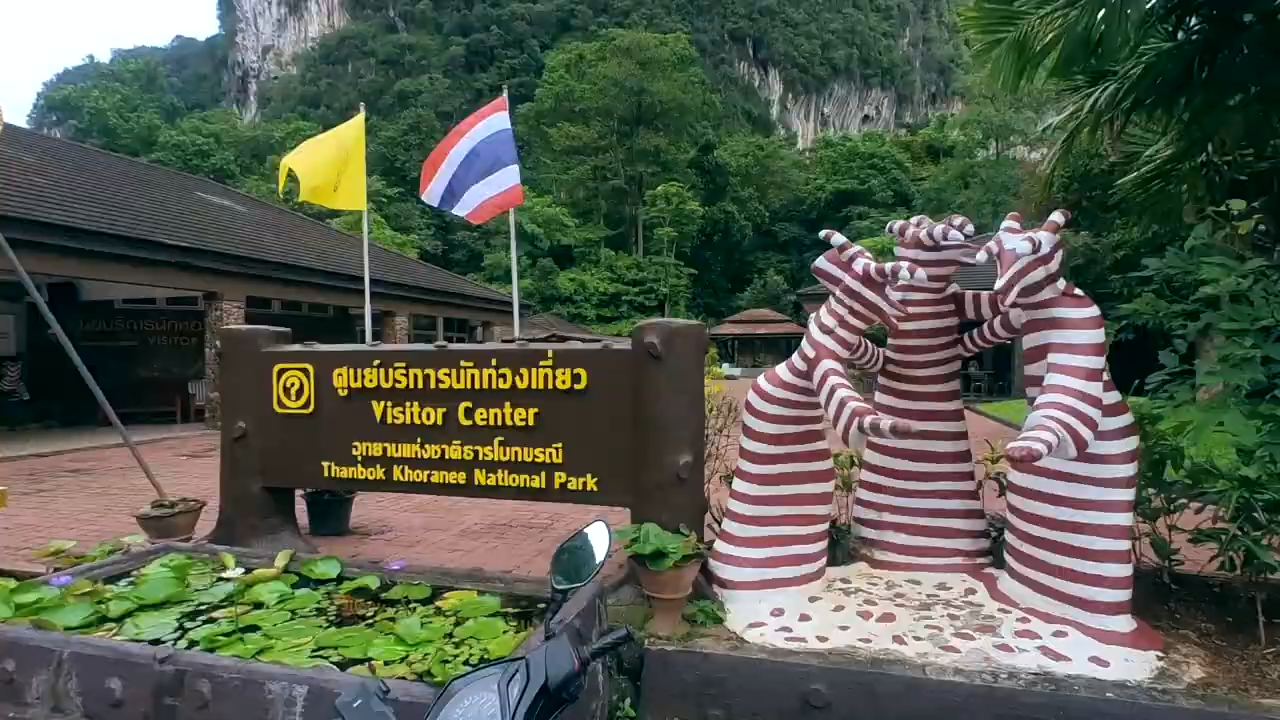 ศูนย์บริการนักท่องเที่ยว
Visitor Center
อุทยานแห่งชาติธารโบกขรณี
Thanbok Khoranee National Park
VISITOR